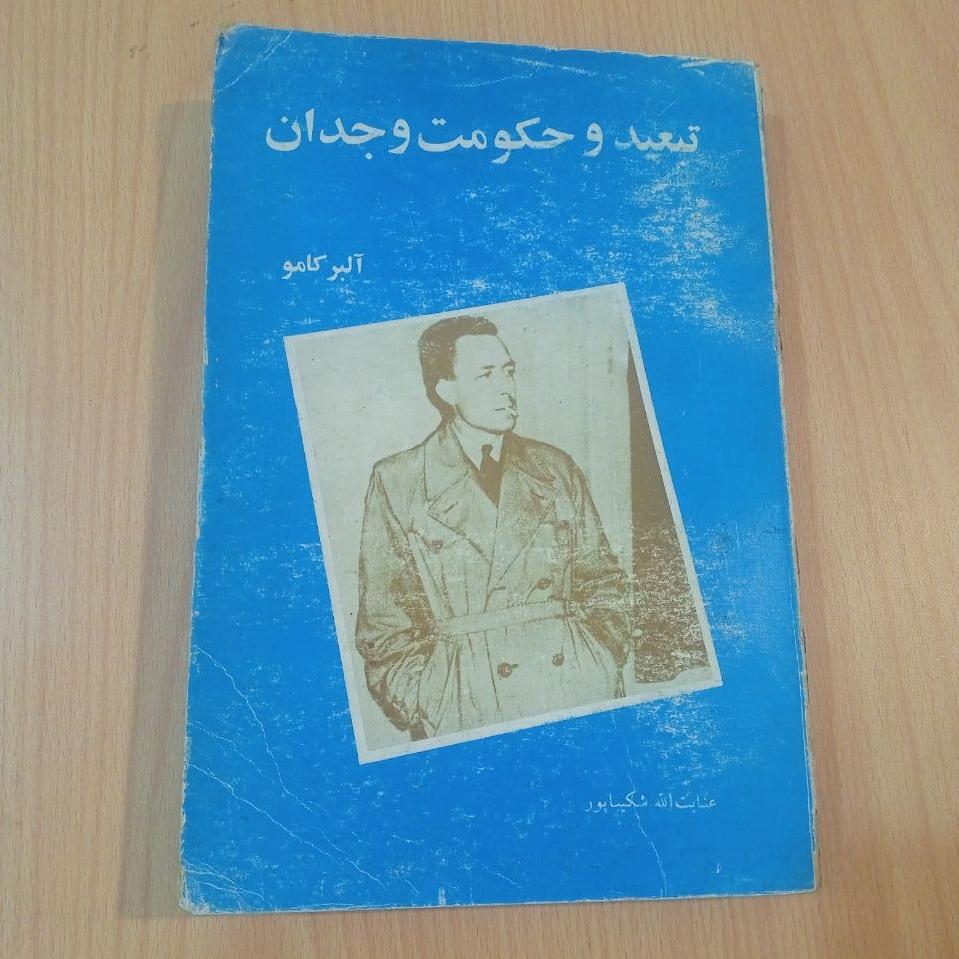 تبعید و حکومت وجدان
آلبر کامو
عنایت‌الله شکیباپور